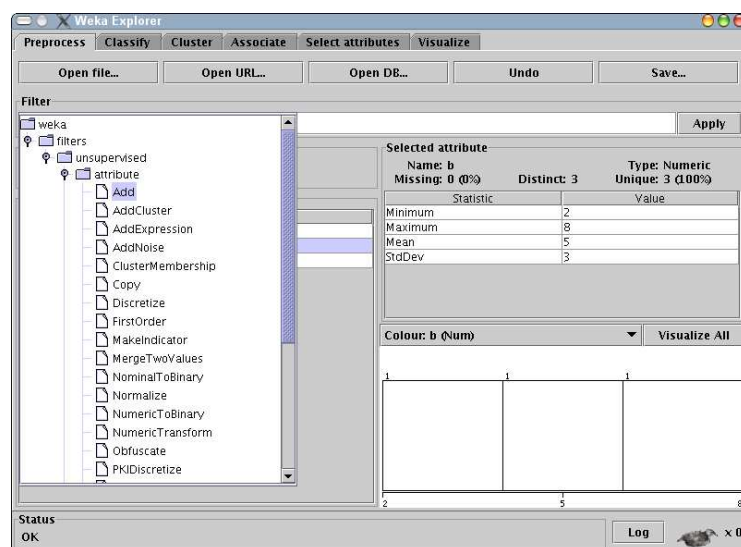 Weka Explorer
Preprocess Classify Cluster Associate Select attributes Visualize
Open file... Open URL... Open DB... Undo Save...
Filter
Apply
weka
filters
unsupervised
attribute
Add
AddCluster
AddExpression
AddNoise
ClusterMembership
Copy
Discretize
FirstOrder
MakeIndicator
MergeTwoValues
NominalToBinary
Normalize
NumericToBinary
NumericTransform
Obfuscate
PKIDiscretize
Selected attribute
Name: b Type: Numeric
Missing: 0 (0%) Distinct: 3 Unique: 3 (100%)
Statistic Value
Minimum 2
Maximum 8
Mean 5
StdDev 3
Colour: b (Num) Visualize All
1 1 1
2 5 8
Status
OK
Log x 0